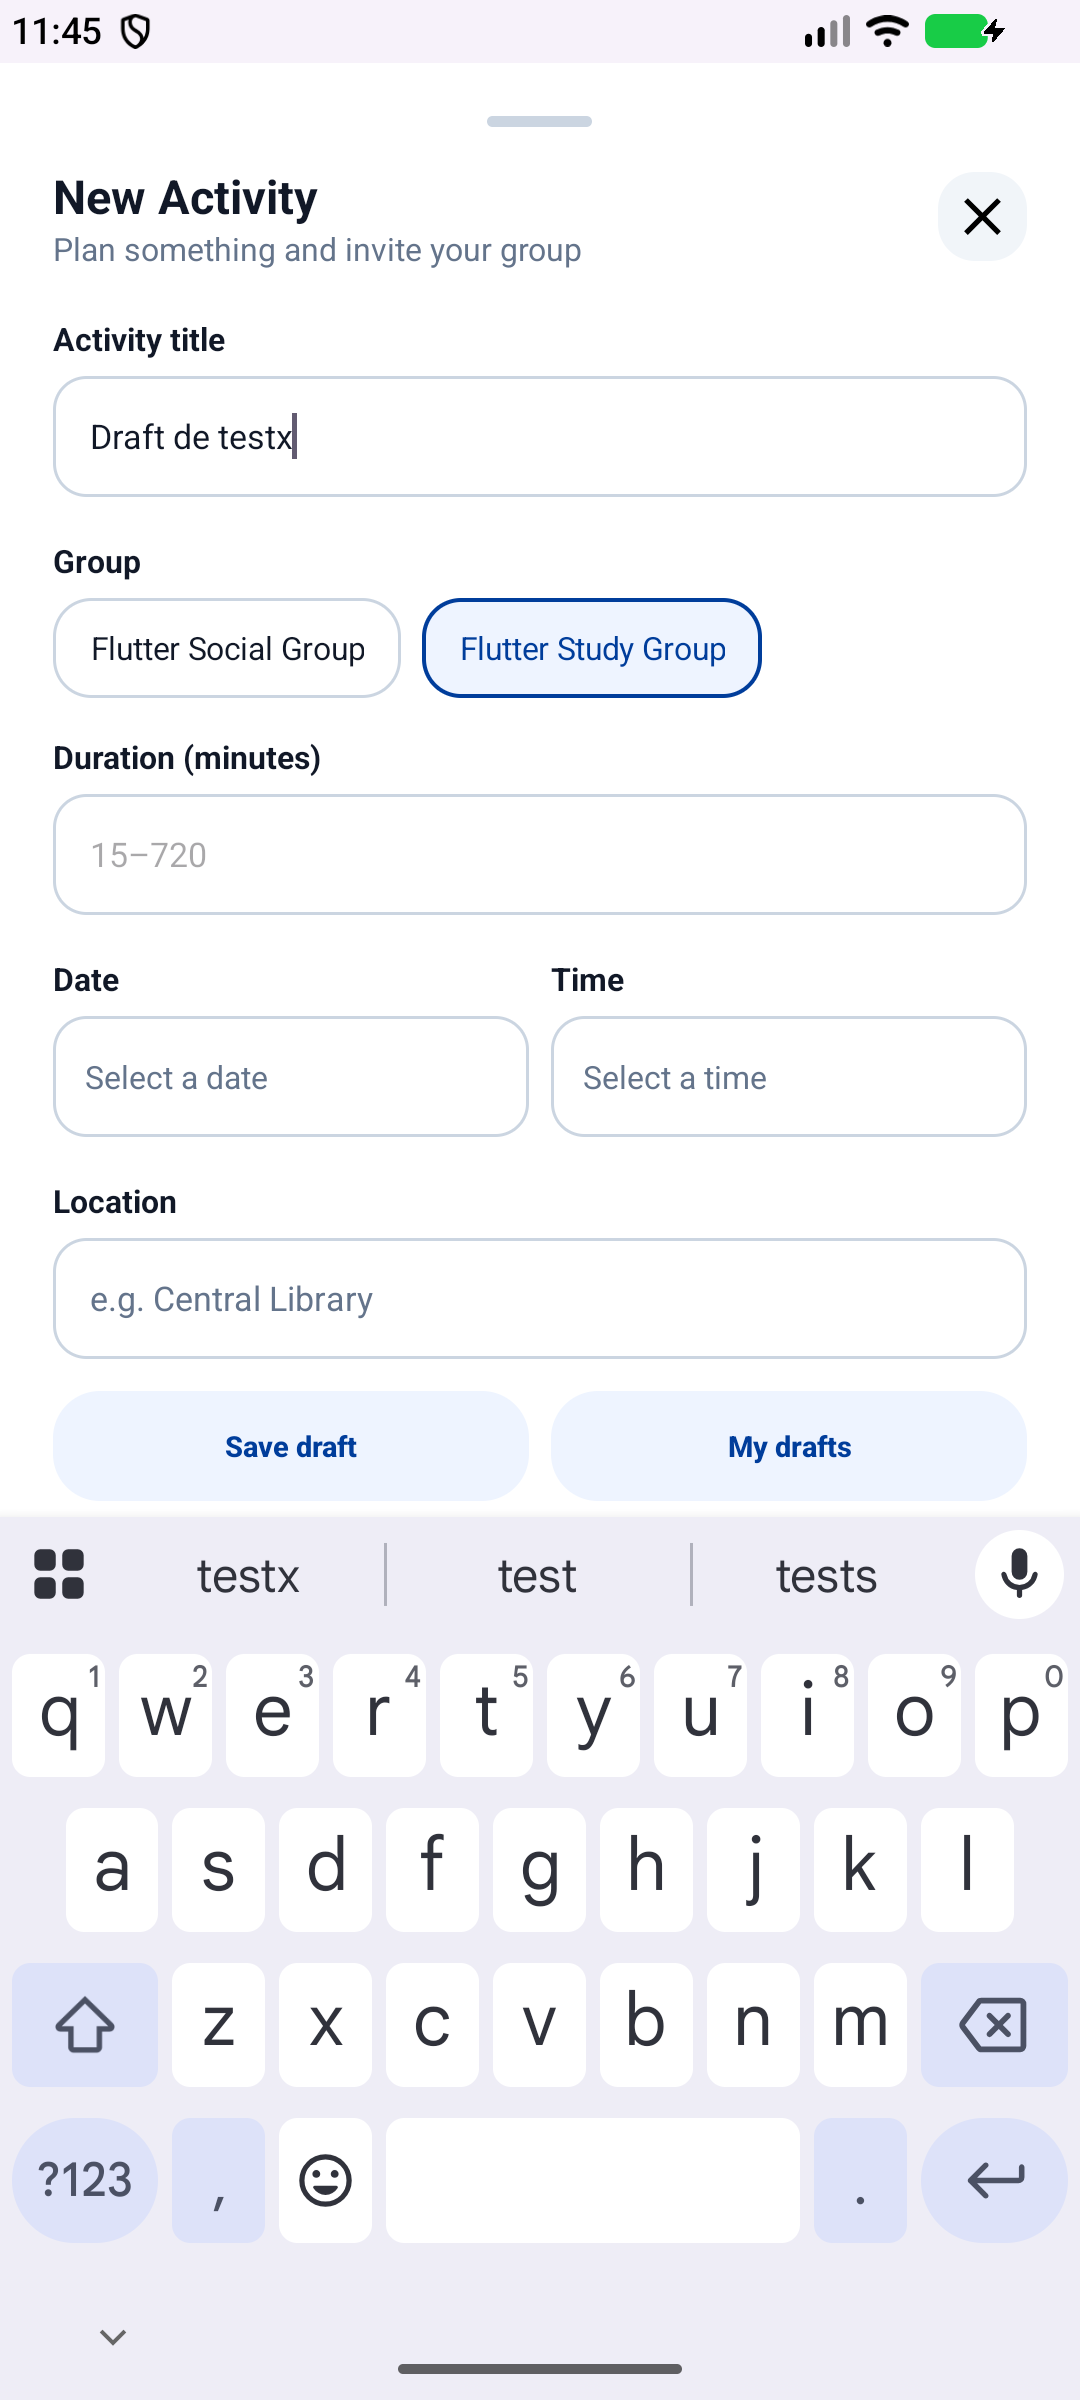 11:45
New Activity
Plan something and invite your group
Activity title
Draft de testx
Group
Flutter Social Group Flutter Study Group
Duration (minutes)
15–720
Date Time
Select a date Select a time
Location
e.g. Central Library
Save draft My drafts
testx test tests
q1 w2 e3 r4 t5 y6 u7 i8 o9 p0
a s d f g h j k l
z x c v b n m
?123 , .